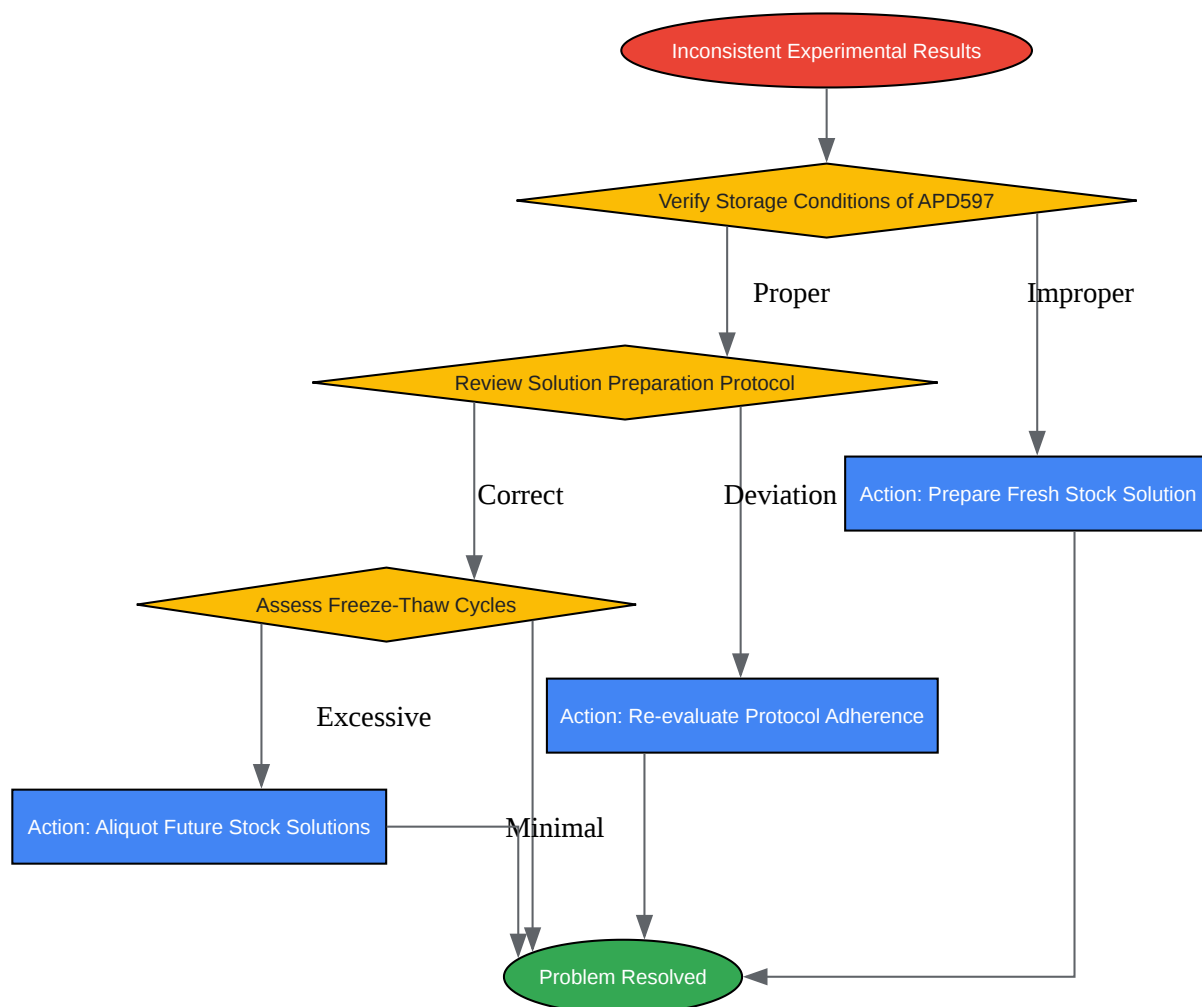 Inconsistent Experimental Results
Verify Storage Conditions of APD597
Proper
Improper
Review Solution Preparation Protocol
Correct
Deviation
Action: Prepare Fresh Stock Solution
Assess Freeze-Thaw Cycles
Excessive
Action: Re-evaluate Protocol Adherence
Action: Aliquot Future Stock Solutions
Minimal
Problem Resolved